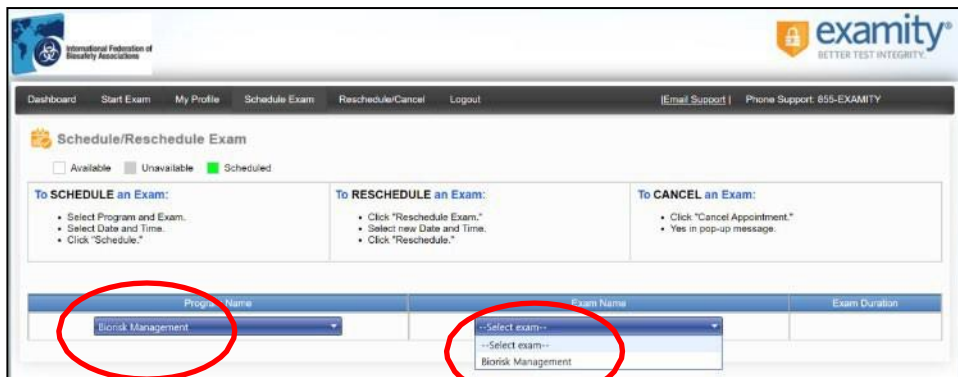 International Federation of
Biosafety Associations
examity®
BETTER TEST INTEGRITY.
Dashboard Start Exam My Profile Schedule Exam Reschedule/Cancel Logout |Email Support| Phone Support: 855-EXAMITY
Schedule/Reschedule Exam
Available Unavailable Scheduled
To SCHEDULE an Exam:
• Select Program and Exam.
• Select Date and Time.
• Click "Schedule."
To RESCHEDULE an Exam:
• Click "Reschedule Exam."
• Select new Date and Time.
• Click "Reschedule."
To CANCEL an Exam:
• Click "Cancel Appointment."
• Yes in pop-up message.
Program Name Exam Name Exam Duration
Biorisk Management --Select exam--
--Select exam--
Biorisk Management